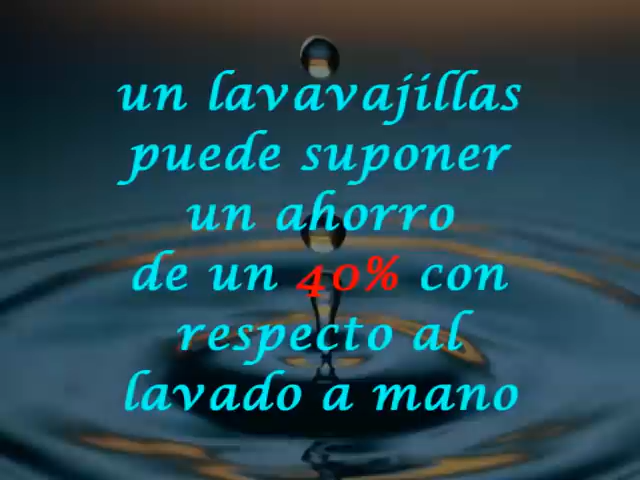 un lavavajillas
puede suponer
un ahorro
de un 40% con
respecto al
lavado a mano